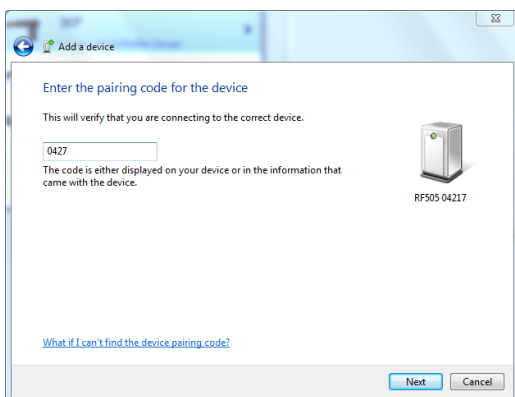 Add a device
Enter the pairing code for the device
This will verify that you are connecting to the correct device.
0427
The code is either displayed on your device or in the information that
came with the device.
RF505 04217
What if I can't find the device pairing code?
Next Cancel